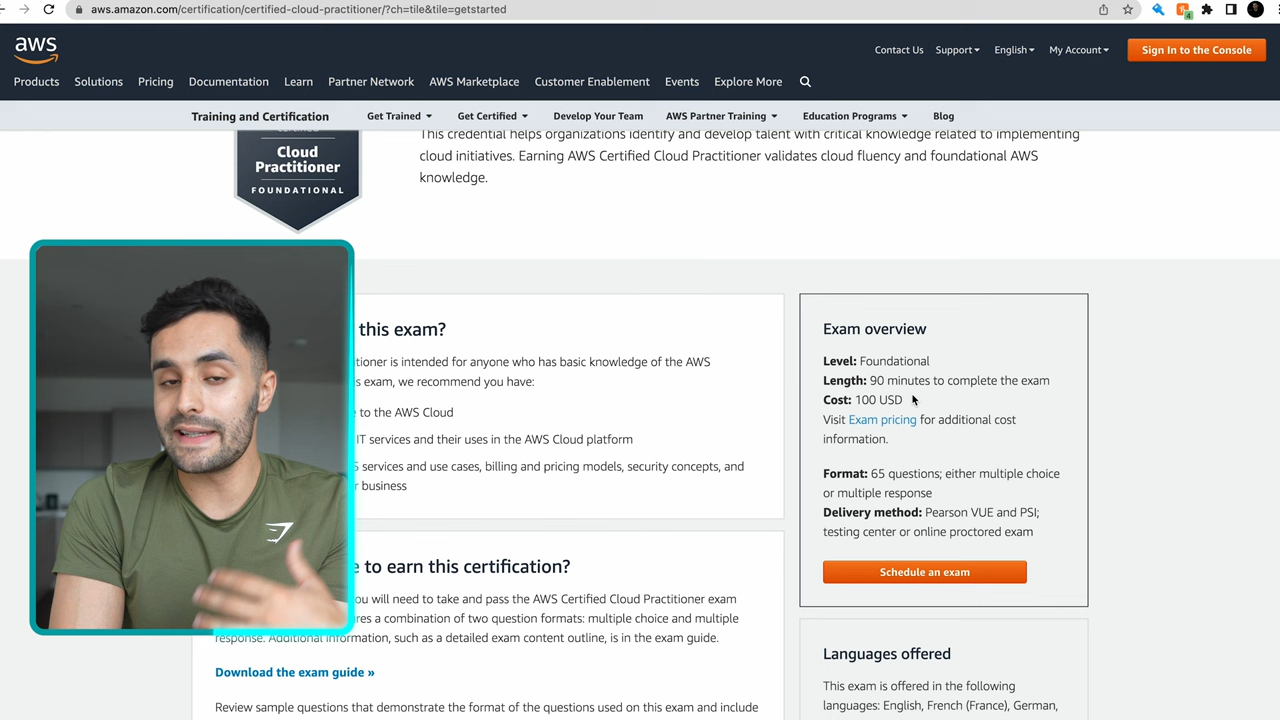 aws.amazon.com/certification/certified-cloud-practitioner/?ch=tile&tile=getstarted
4
aws
Contact Us Support English My Account Sign In to the Console
Products Solutions Pricing Documentation Learn Partner Network AWS Marketplace Customer Enablement Events Explore More
Training and Certification Get Trained Get Certified Develop Your Team AWS Partner Training Education Programs Blog
Cloud
Practitioner
FOUNDATIONAL
This credential helps organizations identify and develop talent with critical knowledge related to implementing
cloud initiatives. Earning AWS Certified Cloud Practitioner validates cloud fluency and foundational AWS
knowledge.
this exam?
tioner is intended for anyone who has basic knowledge of the AWS
is exam, we recommend you have:
to the AWS Cloud
IT services and their uses in the AWS Cloud platform
services and use cases, billing and pricing models, security concepts, and
business
Exam overview
Level: Foundational
Length: 90 minutes to complete the exam
Cost: 100 USD
Visit Exam pricing for additional cost
information.
Format: 65 questions; either multiple choice
or multiple response
Delivery method: Pearson VUE and PSI;
testing center or online proctored exam
Schedule an exam
to earn this certification?
ou will need to take and pass the AWS Certified Cloud Practitioner exam
res a combination of two question formats: multiple choice and multiple
response. Additional information, such as a detailed exam content outline, is in the exam guide.
Download the exam guide »
Review sample questions that demonstrate the format of the questions used on this exam and include
Languages offered
This exam is offered in the following
languages: English, French (France), German,